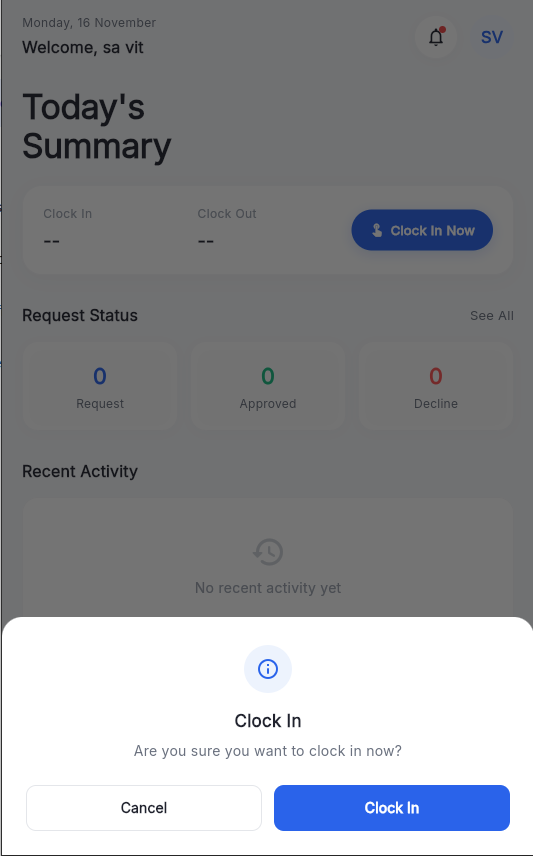 Monday, 16 November
Welcome, sa vit
SV
Today's
Summary
Clock In
Clock Out
--
--
Clock In Now
Request Status
See All
0
0
0
Request
Approved
Decline
Recent Activity
No recent activity yet
Clock In
Are you sure you want to clock in now?
Cancel
Clock In